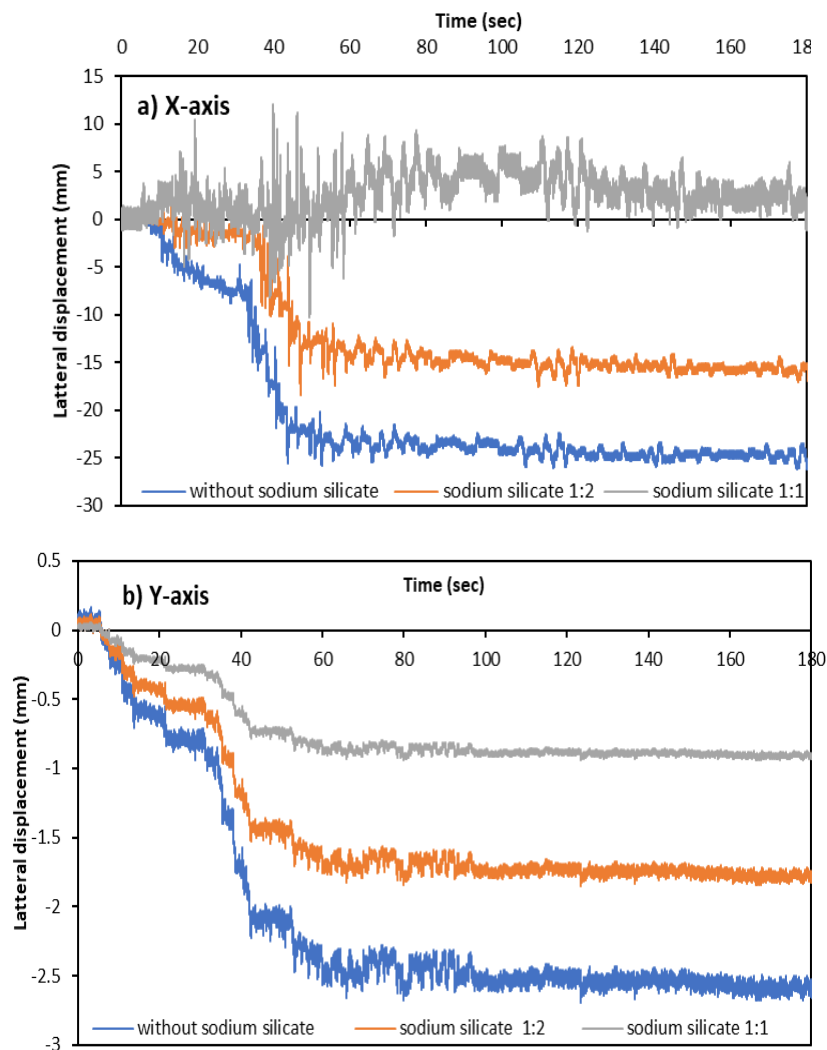 Time (sec)
0 20 40 60 80 100 120 140 160 18
15
a) X-axis
10
5
0
-5
-10
-15
-20
-25
-30
Latteral displacement (mm)
without sodium silicate sodium silicate 1:2 sodium silicate 1:1
0.5
b) Y-axis
Time (sec)
0
0 20 40 60 80 100 120 140 160 180
-0.5
-1
-1.5
-2
-2.5
-3
Latteral displacement (mm)
without sodium silicate sodium silicate 1:2 sodium silicate 1:1